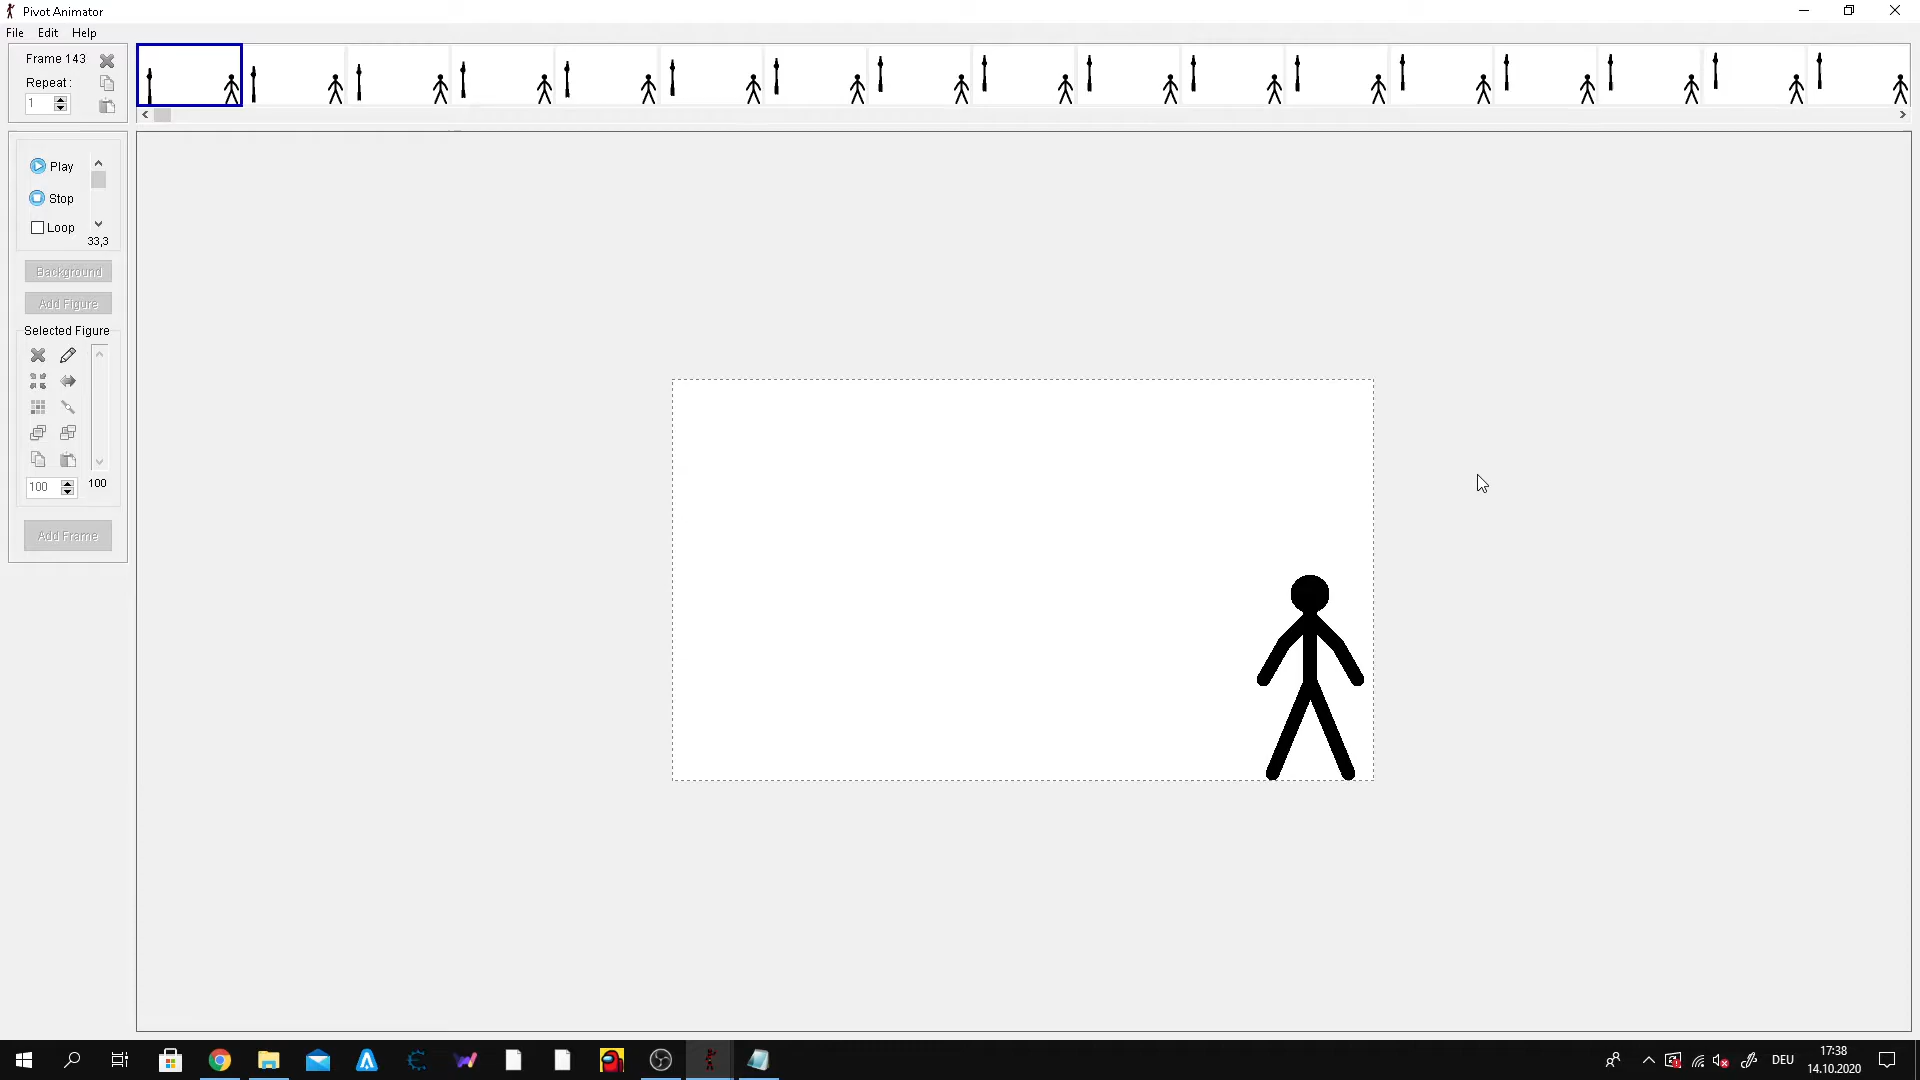 Pivot Animator
File Edit Help
Frame 143
Repeat :
1
Play
Stop
Loop
33,3
Background
Add Figure
Selected Figure
100 100
Add Frame
DEU
17:38
14.10.2020